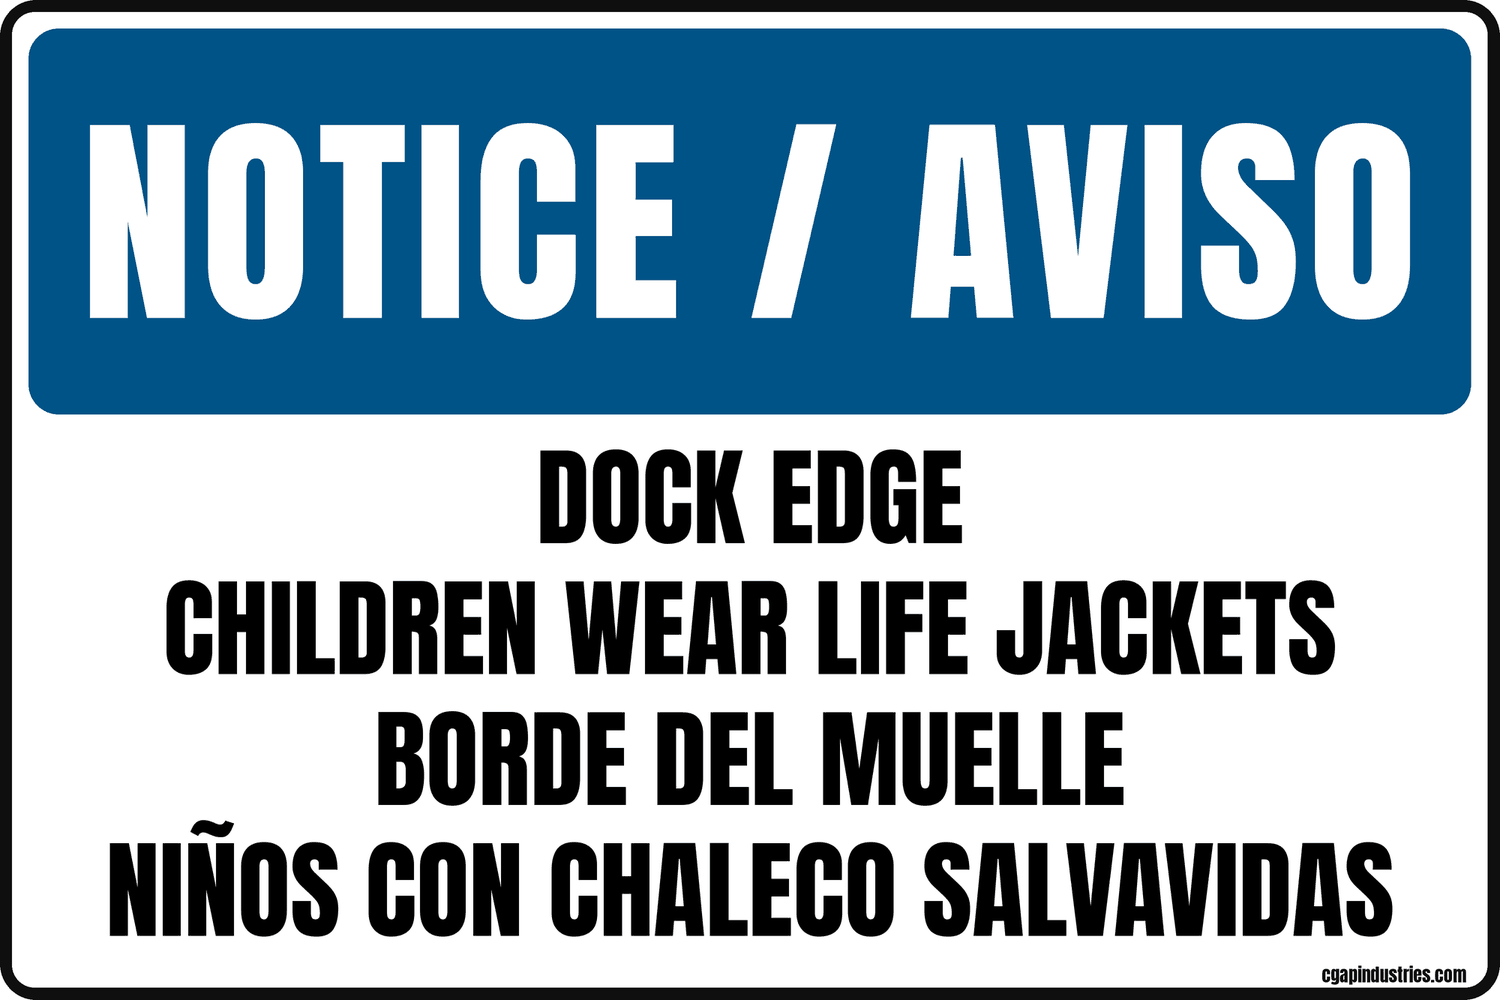 NOTICE / AVISO
DOCK EDGE
CHILDREN WEAR LIFE JACKETS
BORDE DEL MUELLE
NIÑOS CON CHALECO SALVAVIDAS
cgapindustries.com